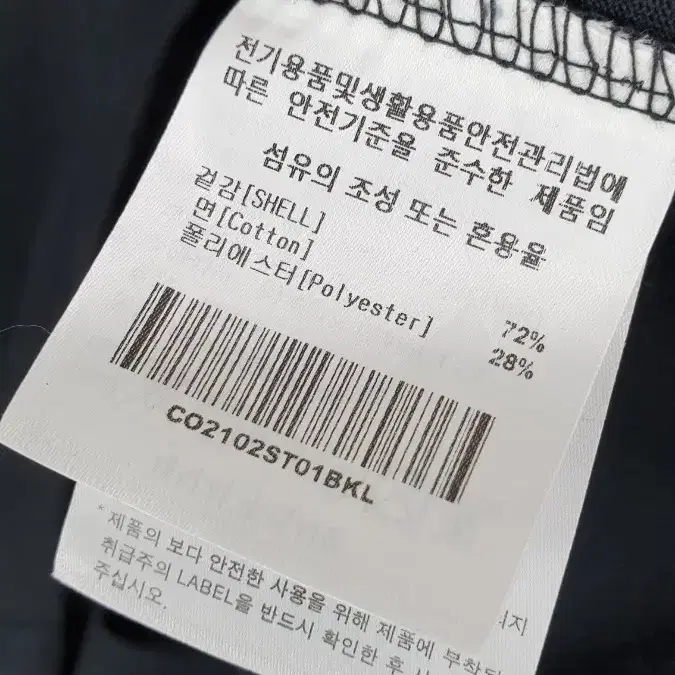 전기용품및생활용품안전관리법에
따른 안전기준을 준수한 제품임
섬유의 조성 또는 혼용율
겉감[SHELL]
면[Cotton] 72%
폴리에스터[Polyester] 28%
CO2102ST01BKL
* 제품의 보다 안전한 사용을 위해 제품에 부착된
취급주의 LABEL을 반드시 확인한 후
주십시오.